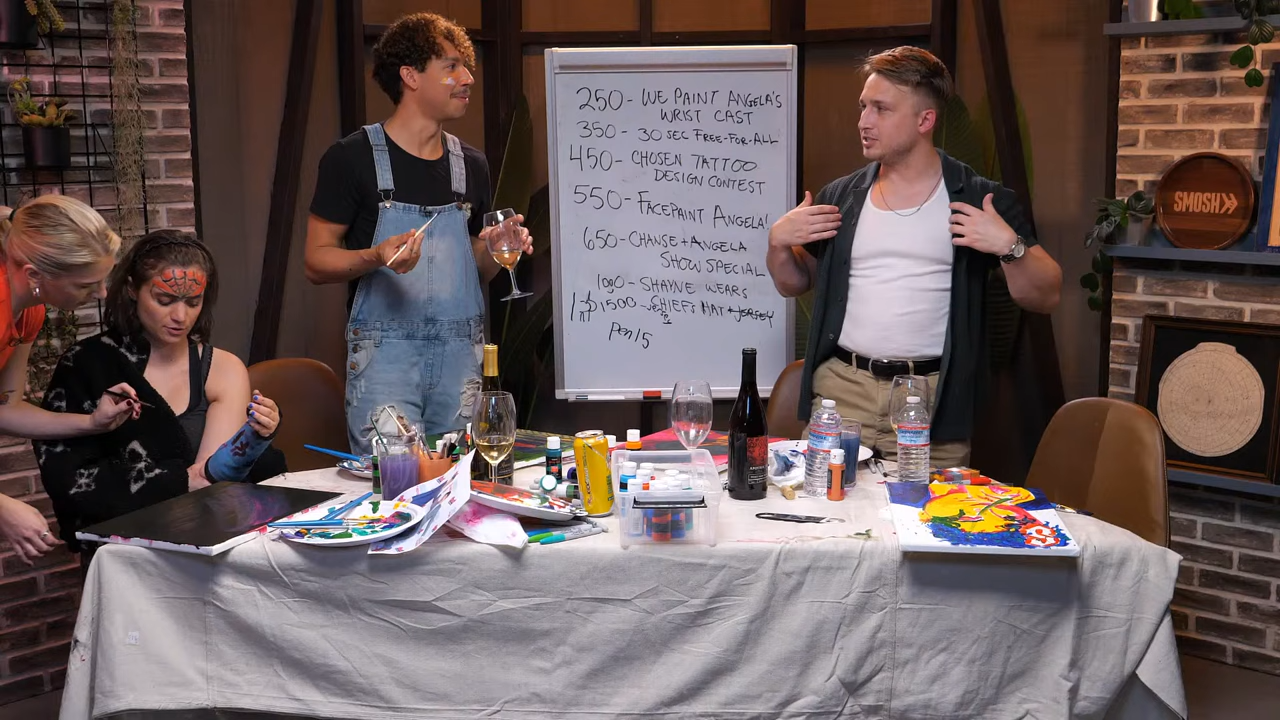 250- WE PAINT ANGELA'S
WRIST CAST
350- 30 SEC FREE-FOR-ALL
450- CHOSEN TATTOO
DESIGN CONTEST
550- FACEPAINT ANGELA!
650- CHANSE + ANGELA
SHOW SPECIAL
1000- SHAYNE WEARS
$1500 - CHIEFS HAT + JERSEY
Pen15
SMOSH